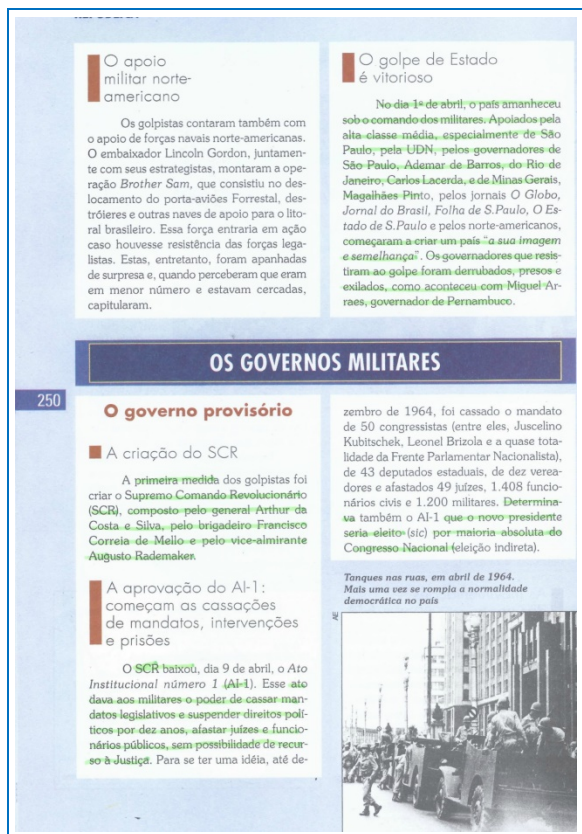 O apoio
militar norte-
americano
Os golpistas contaram também com
o apoio de forças navais norte-americanas.
O embaixador Lincoln Gordon, juntamen-
te com seus estrategistas, montaram a ope-
ração Brother Sam, que consistiu no des-
locamento do porta-aviões Forrestal, des-
tróieres e outras naves de apoio para o lito-
ral brasileiro. Essa força entraria em ação
caso houvesse resistência das forças lega-
listas. Estas, entretanto, foram apanhadas
de surpresa e, quando perceberam que eram
em menor número e estavam cercadas,
capitularam.
O golpe de Estado
é vitorioso
No dia 1º de abril, o país amanheceu
sob o comando dos militares. Apoiados pela
alta classe média, especialmente de São
Paulo, pela UDN, pelos governadores de
São Paulo, Ademar de Barros, do Rio de
Janeiro, Carlos Lacerda, e de Minas Gerais,
Magalhães Pinto, pelos jornais O Globo,
Jornal do Brasil, Folha de S.Paulo, O Es-
tado de S.Paulo e pelos norte-americanos,
começaram a criar um país "a sua imagem
e semelhança". Os governadores que resis-
tiram ao golpe foram derrubados, presos e
exilados, como aconteceu com Miguel Ar-
raes, governador de Pernambuco.
OS GOVERNOS MILITARES
250
O governo provisório
A criação do SCR
A primeira medida dos golpistas foi
criar o Supremo Comando Revolucionário
(SCR), composto pelo general Arthur da
Costa e Silva, pelo brigadeiro Francisco
Correia de Mello e pelo vice-almirante
Augusto Rademaker.
A aprovação do AI-1:
começam as cassações
de mandatos, intervenções
e prisões
O SCR baixou, dia 9 de abril, o Ato
Institucional número 1 (AI-1). Esse ato
dava aos militares o poder de cassar man-
datos legislativos e suspender direitos polí-
ticos por dez anos, afastar juízes e funcio-
nários públicos, sem possibilidade de recur-
so à Justiça. Para se ter uma idéia, até de-
zembro de 1964, foi cassado o mandato
de 50 congressistas (entre eles, Juscelino
Kubitschek, Leonel Brizola e a quase tota-
lidade da Frente Parlamentar Nacionalista),
de 43 deputados estaduais, de dez verea-
dores e afastados 49 juízes, 1.408 funcio-
nários civis e 1.200 militares. Determina-
va também o AI-1 que o novo presidente
seria eleito (sic) por maioria absoluta do
Congresso Nacional (eleição indireta).
Tanques nas ruas, em abril de 1964.
Mais uma vez se rompia a normalidade
democrática no país
AE